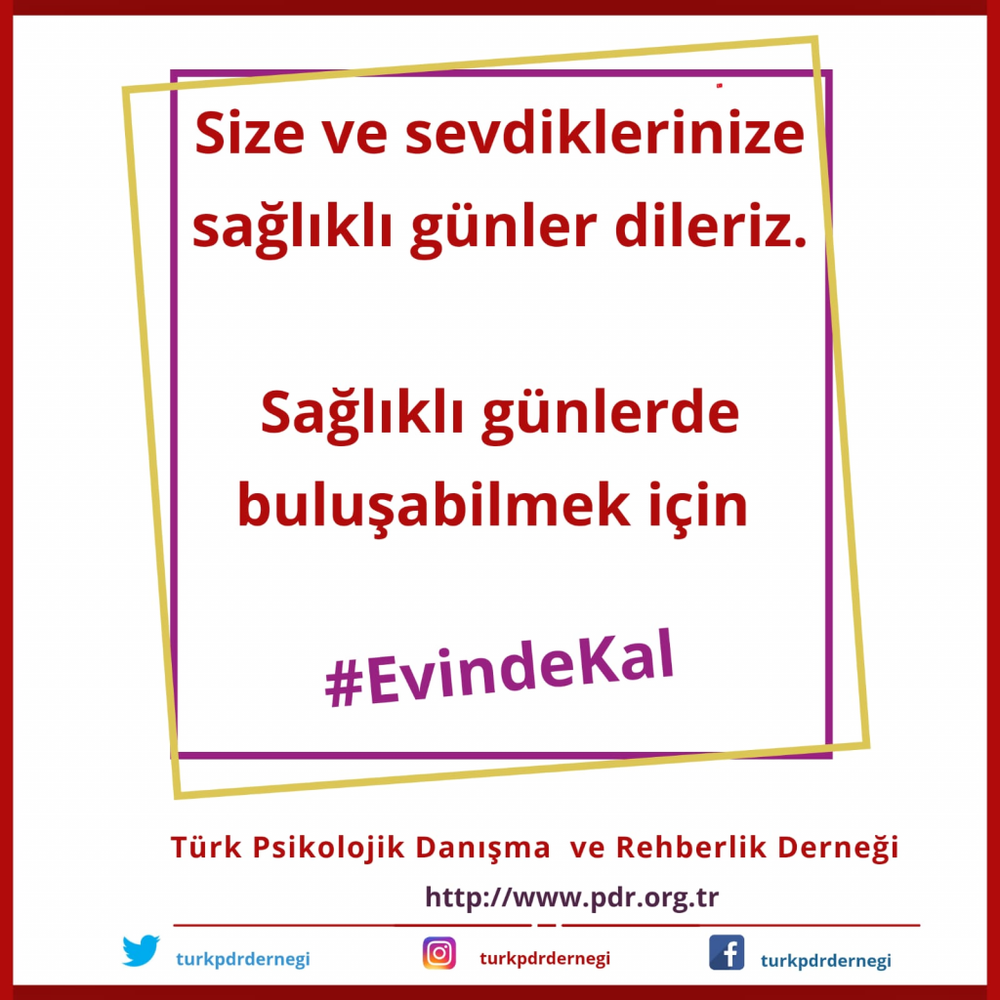 Size ve sevdiklerinize
sağlıklı günler dileriz.
Sağlıklı günlerde
buluşabilmek için
#EvindeKal
Türk Psikolojik Danışma ve Rehberlik Derneği
http://www.pdr.org.tr
turkpdrdernegi turkpdrdernegi turkpdrdernegi